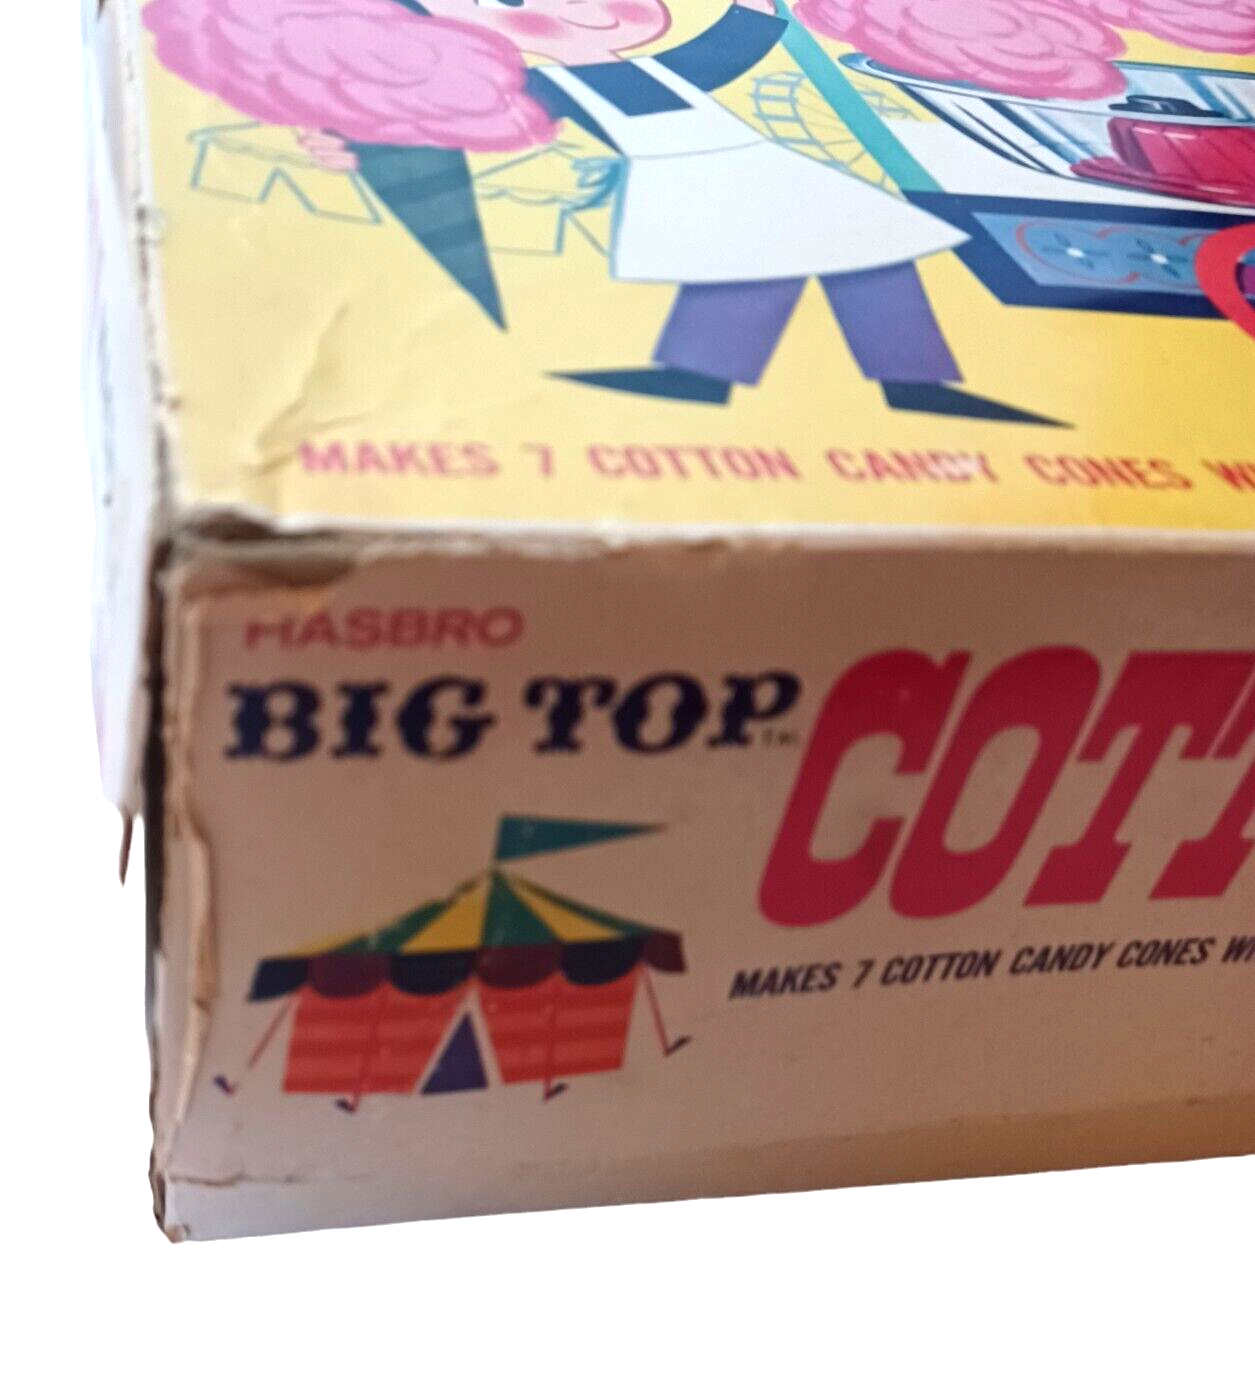 MAKES 7 COTTON CANDY CONES
HASBRO
BIG TOP
MAKES 7 COTTON CANDY CONES